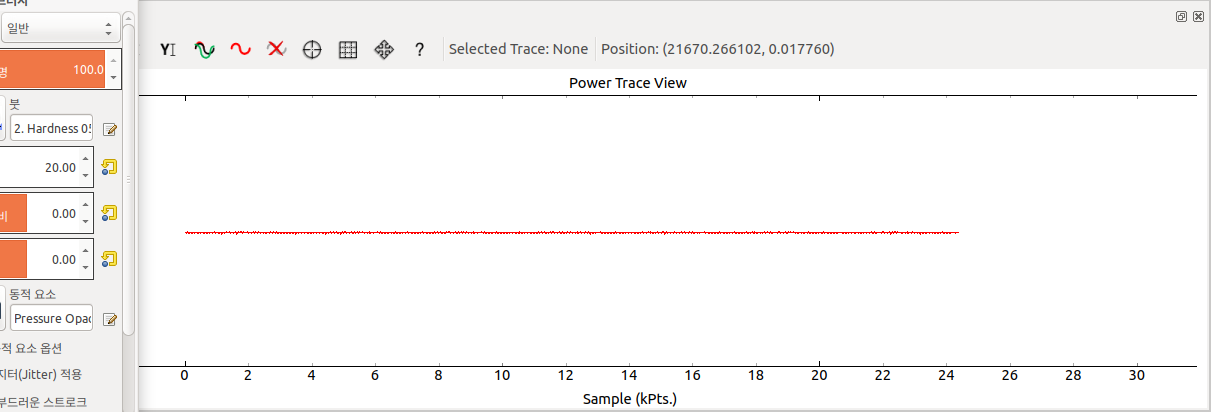 일반
YI
?
Selected Trace: None
Position: (21670.266102, 0.017760)
명
100.0
Power Trace View
붓
2. Hardness 05
20.00
비
0.00
0.00
동적 요소
Pressure Opac
적 요소 옵션
지터(Jitter) 적용
부드러운 스트로크
0 2 4 6 8 10 12 14 16 18 20 22 24 26 28 30
Sample (kPts.)